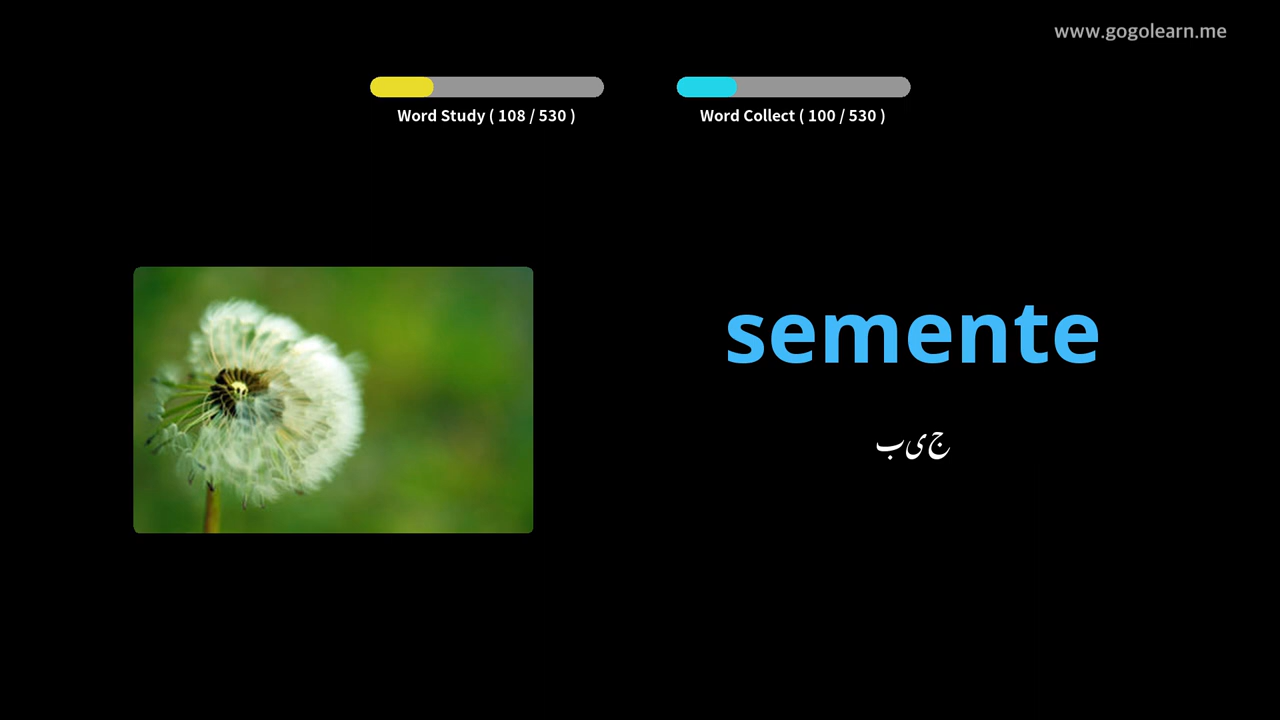 www.gogolearn.me
Word Study ( 108 / 530 )
Word Collect ( 100 / 530 )
semente
ج ی ب